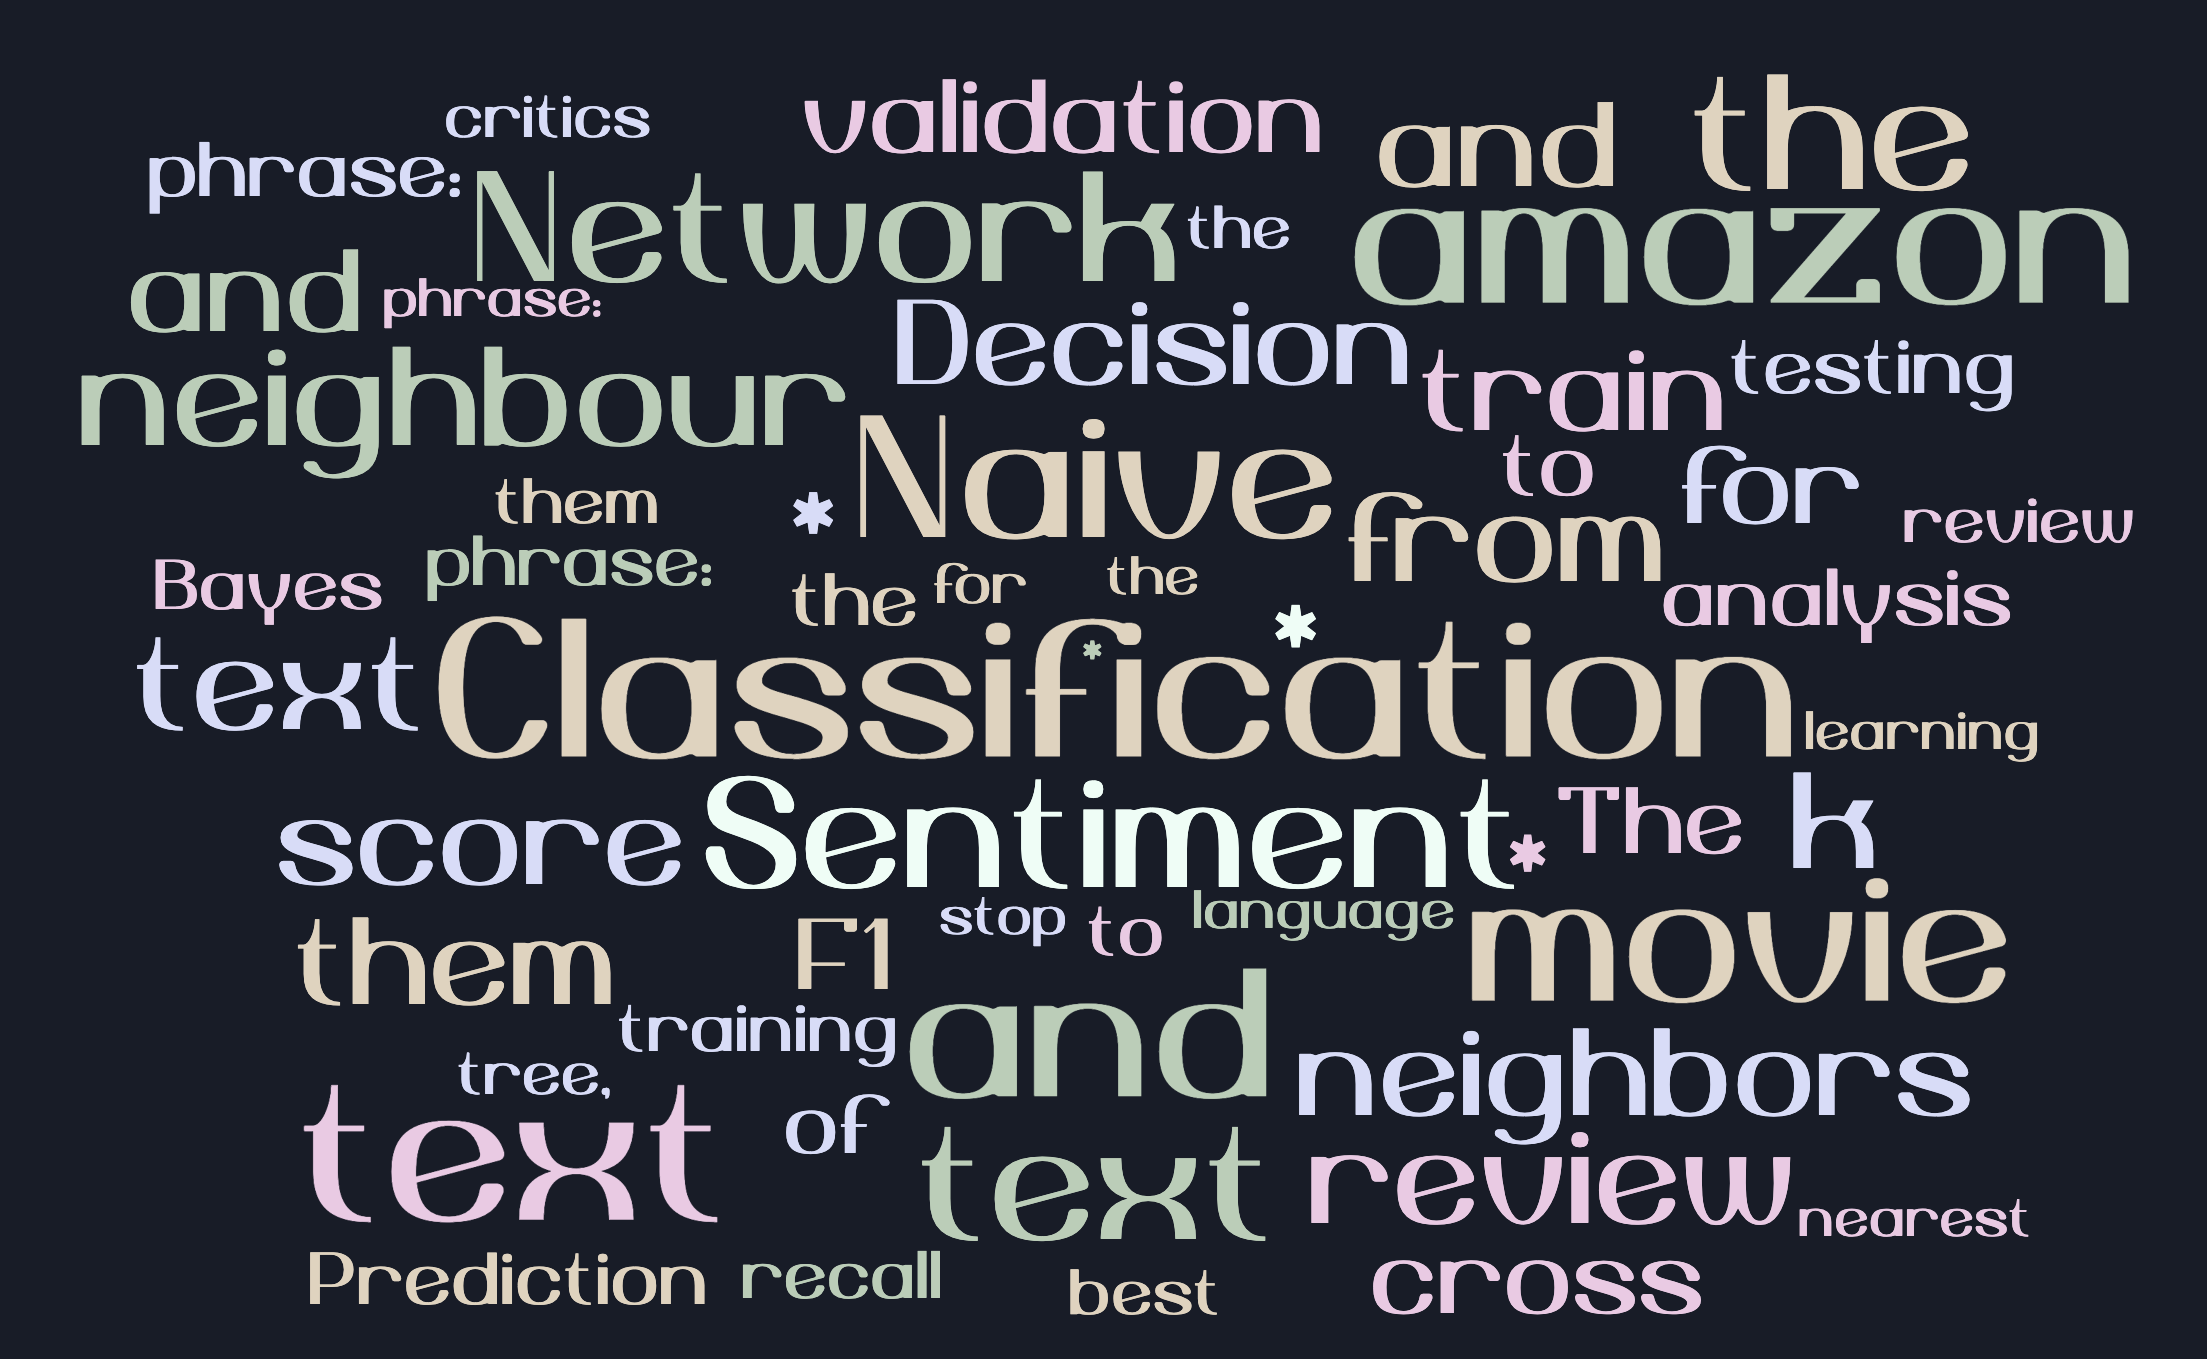 critics validation and the
phrase: Network the amazon
and phrase: Decision
neighbour train testing
Naive to for
them * from review
Bayes phrase: the for the analysis
text Classification * *
learning
score Sentiment * The k
them F1 stop to language movie
training and neighbors
tree,
text of text review nearest
Prediction recall best cross